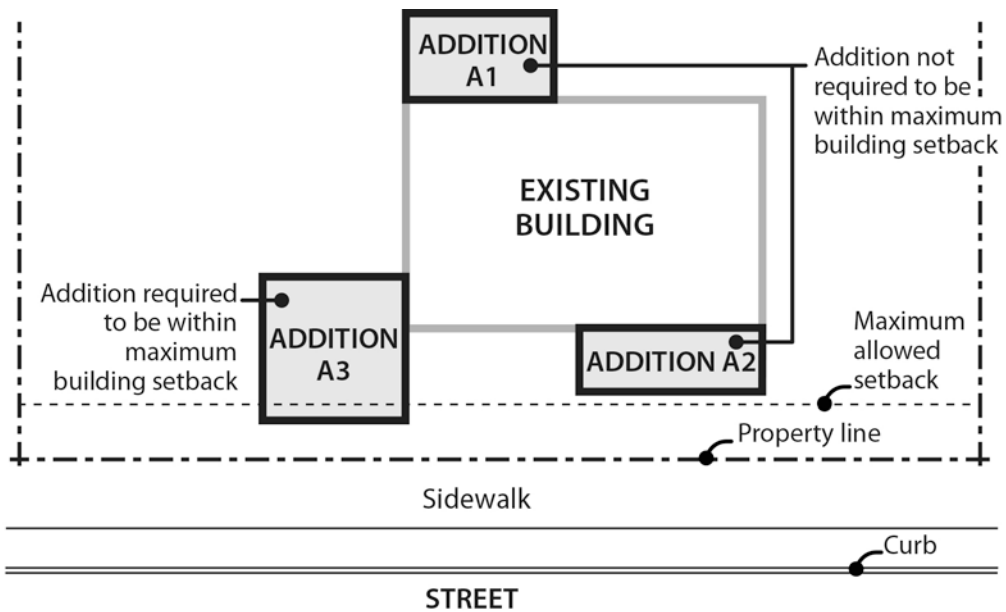 ADDITION
A1
Addition not
required to be
within maximum
building setback
EXISTING
BUILDING
Addition required
to be within
maximum
building setback
ADDITION
A3
ADDITION A2
Maximum
allowed
setback
Property line
Sidewalk
Curb
STREET